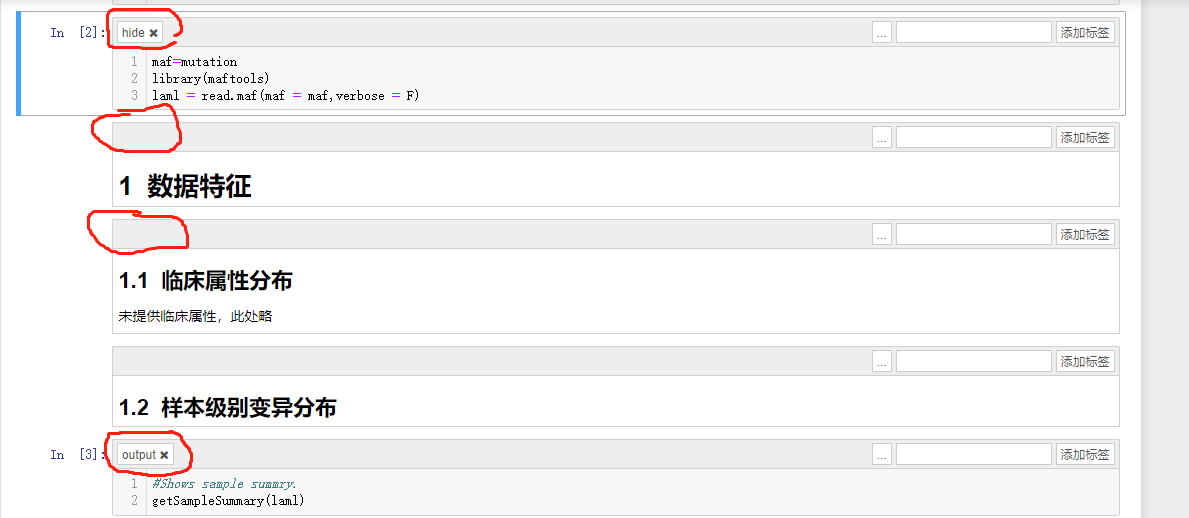 In [2]:
hide ✖ ... 添加标签
1 maf=mutation
2 library(maftools)
3 laml = read.maf(maf = maf,verbose = F)
... 添加标签
1 数据特征
... 添加标签
1.1 临床属性分布
未提供临床属性，此处略
... 添加标签
1.2 样本级别变异分布
In [3]:
output ✖ ... 添加标签
1 #Shows sample summry.
2 getSampleSummary(laml)